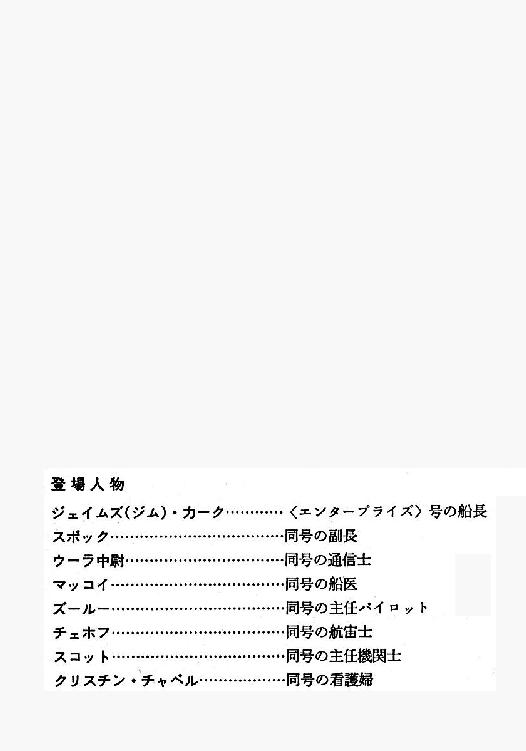 登場人物
ジェイムズ(ジム)・カーク…………〈エンタープライズ〉号の船長
スポック………………………………同号の副長
ウーラ中尉……………………………同号の通信士
マッコイ………………………………同号の船医
ズールー………………………………同号の主任パイロット
チェホフ………………………………同号の航宙士
スコット………………………………同号の主任機関士
クリスチン・チャペル………………同号の看護婦